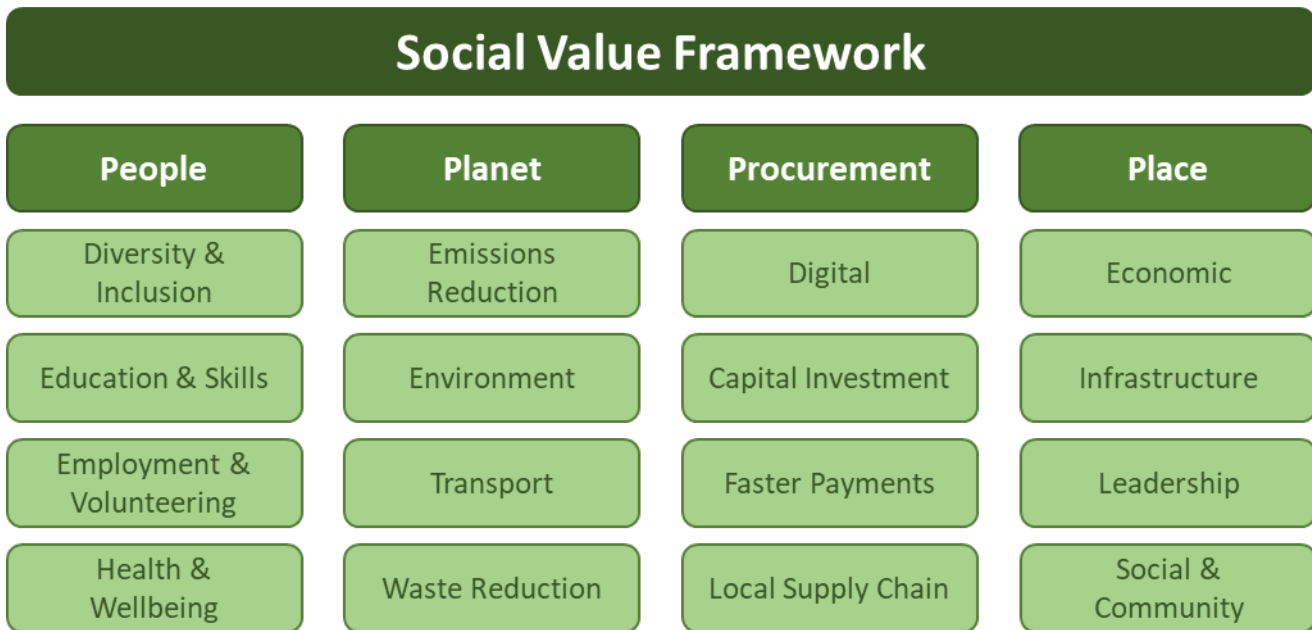 Social Value Framework
People
Planet
Procurement
Place
Diversity &
Inclusion
Emissions
Reduction
Digital
Economic
Education & Skills
Environment
Capital Investment
Infrastructure
Employment &
Volunteering
Transport
Faster Payments
Leadership
Health &
Wellbeing
Waste Reduction
Local Supply Chain
Social &
Community